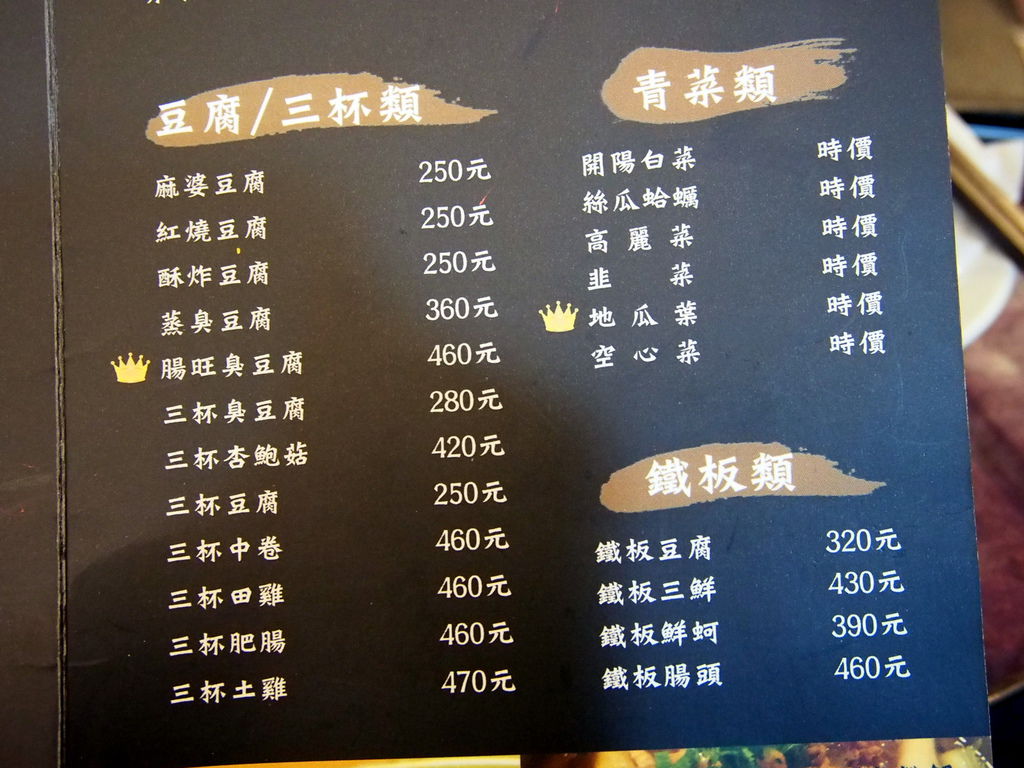 豆腐/三杯類
麻婆豆腐 250元
紅燒豆腐 250元
酥炸豆腐 250元
蒸臭豆腐 360元
腸旺臭豆腐 460元
三杯臭豆腐 280元
三杯杏鮑菇 420元
三杯豆腐 250元
三杯中卷 460元
三杯田雞 460元
三杯肥腸 460元
三杯土雞 470元
青菜類
開陽白菜 時價
絲瓜蛤蠣 時價
高麗菜 時價
韭菜 時價
地瓜葉 時價
空心菜 時價
鐵板類
鐵板豆腐 320元
鐵板三鮮 430元
鐵板鮮蚵 390元
鐵板腸頭 460元